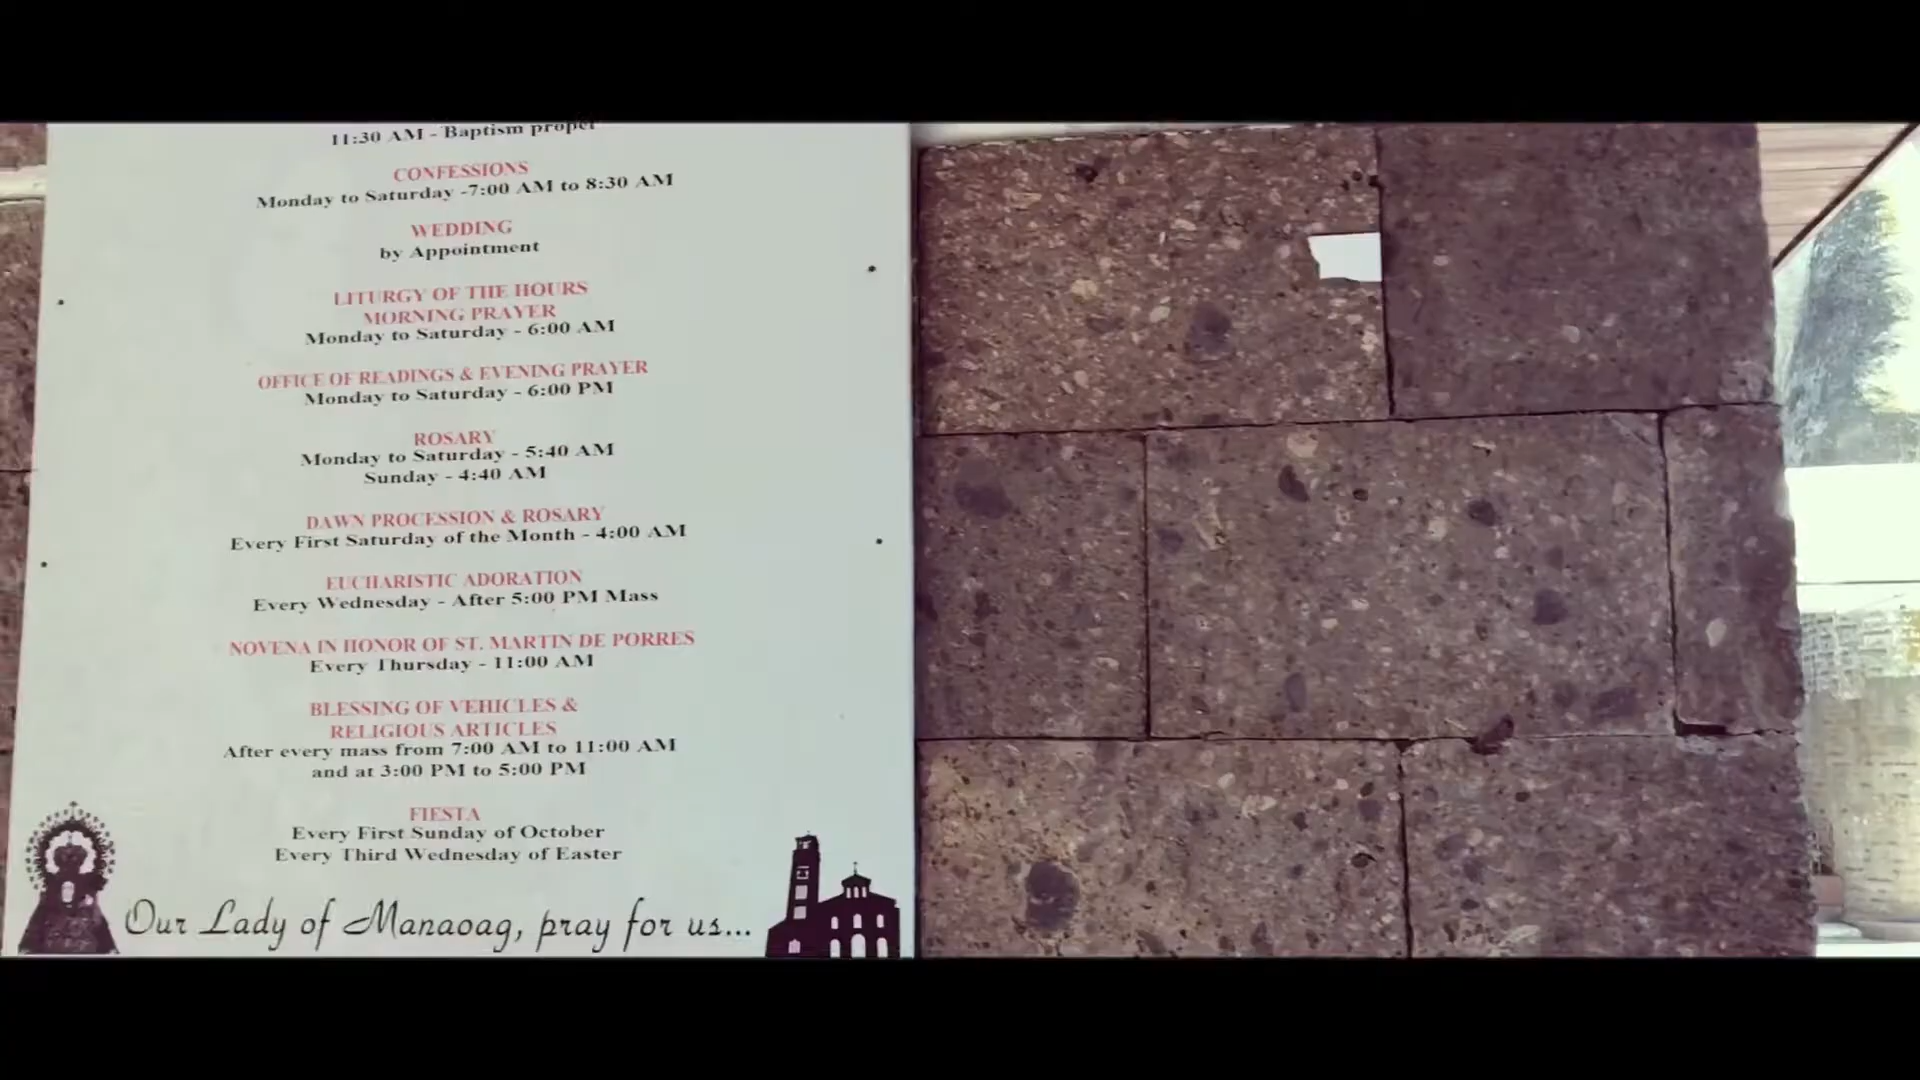 11:30 AM - Baptism proper
CONFESSIONS
Monday to Saturday -7:00 AM to 8:30 AM
WEDDING
by Appointment
LITURGY OF THE HOURS
MORNING PRAYER
Monday to Saturday - 6:00 AM
OFFICE OF READINGS & EVENING PRAYER
Monday to Saturday - 6:00 PM
ROSARY
Monday to Saturday - 5:40 AM
Sunday - 4:40 AM
DAWN PROCESSION & ROSARY
Every First Saturday of the Month - 4:00 AM
EUCHARISTIC ADORATION
Every Wednesday - After 5:00 PM Mass
NOVENA IN HONOR OF ST. MARTIN DE PORRES
Every Thursday - 11:00 AM
BLESSING OF VEHICLES &
RELIGIOUS ARTICLES
After every mass from 7:00 AM to 11:00 AM
and at 3:00 PM to 5:00 PM
FIESTA
Every First Sunday of October
Every Third Wednesday of Easter
Our Lady of Manaoag, pray for us...